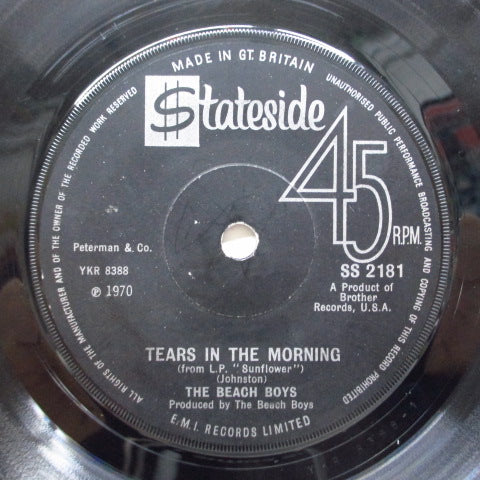 MADE IN GT. BRITAIN
ALL RIGHTS OF THE MANUFACTURER AND OF THE OWNER OF THE RECORDED WORK RESERVED
UNAUTHORISED PUBLIC PERFORMANCE BROADCASTING AND COPYING OF THIS RECORD PROHIBITED
$tateside
45
R.P.M.
Peterman & Co.
YKR 8388
℗ 1970
SS 2181
A Product of
Brother
Records, U.S.A.
TEARS IN THE MORNING
(from L.P. "Sunflower")
(Johnston)
THE BEACH BOYS
Produced by The Beach Boys
E.M.I. RECORDS LIMITED